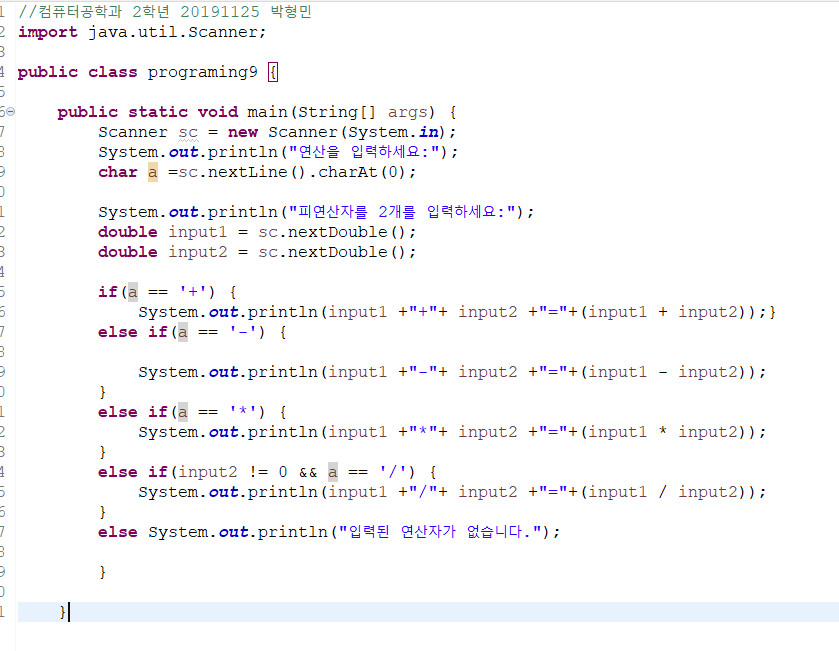 //컴퓨터공학과 2학년 20191125 박형민
import java.util.Scanner;
public class programing9 {
public static void main(String[] args) {
Scanner sc = new Scanner(System.in);
System.out.println("연산을 입력하세요:");
char a =sc.nextLine().charAt(0);
System.out.println("피연산자를 2개를 입력하세요:");
double input1 = sc.nextDouble();
double input2 = sc.nextDouble();
if(a == '+') {
System.out.println(input1 +"+"+ input2 +"="+(input1 + input2));}
else if(a == '-') {
System.out.println(input1 +"-"+ input2 +"="+(input1 - input2));
}
else if(a == '*') {
System.out.println(input1 +"*"+ input2 +"="+(input1 * input2));
}
else if(input2 != 0 && a == '/') {
System.out.println(input1 +"/"+ input2 +"="+(input1 / input2));
}
else System.out.println("입력된 연산자가 없습니다.");
}
}